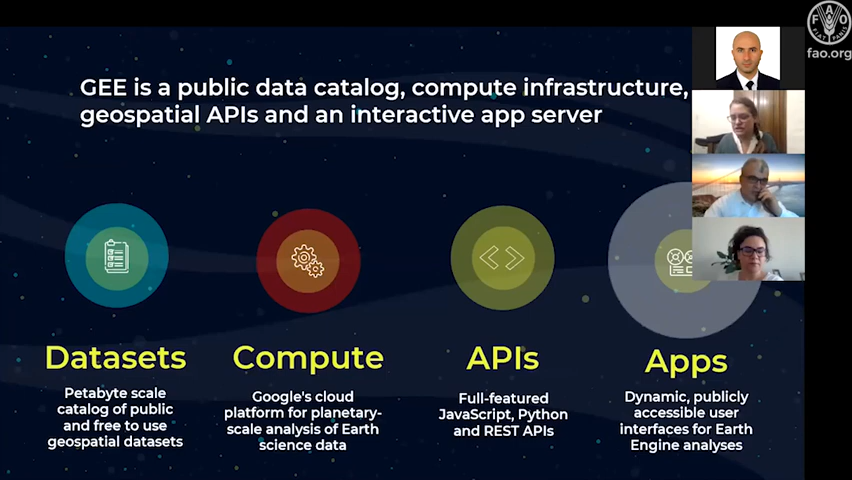 GEE is a public data catalog, compute infrastructure,
geospatial APIs and an interactive app server
FAO
FIAT PANIS
fao.org
Datasets
Petabyte scale
catalog of public
and free to use
geospatial datasets
Compute
Google's cloud
platform for planetary-
scale analysis of Earth
science data
APIs
Full-featured
JavaScript, Python
and REST APIs
Apps
Dynamic, publicly
accessible user
interfaces for Earth
Engine analyses